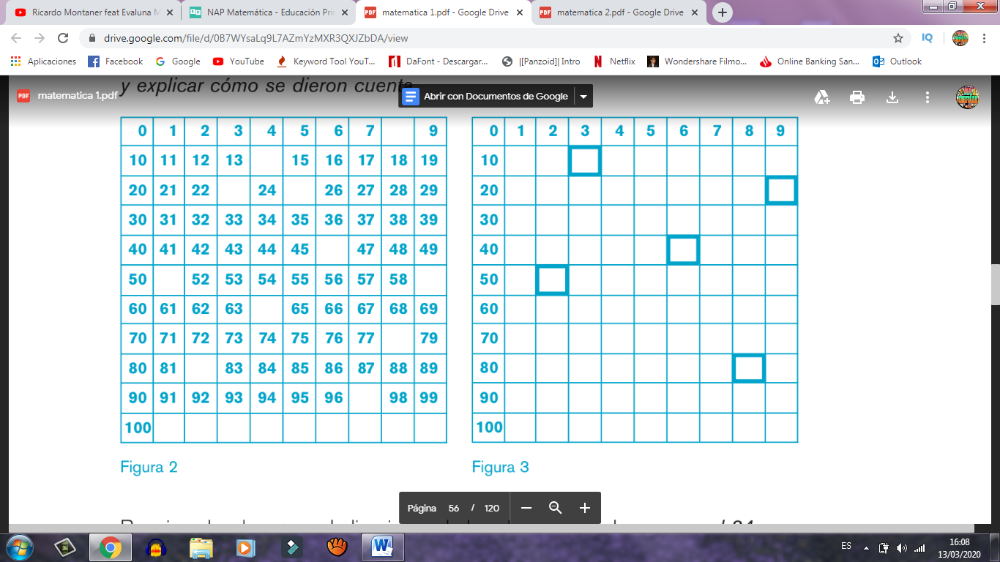 Ricardo Montaner feat Evaluna M
NAP Matemática - Educación Prim
matematica 1.pdf - Google Drive
matematica 2.pdf - Google Drive
drive.google.com/file/d/0B7WYsaLq9L7AZmYzMXR3QXJZbDA/view
IQ
Aplicaciones
Facebook
Google
YouTube
Keyword Tool YouT...
DaFont - Descargar...
|[Panzoid]| Intro
Netflix
Wondershare Filmo...
Online Banking San...
Outlook
y explicar cómo se dieron cuenta
PDF matematica 1.pdf
Abrir con Documentos de Google
0 1 2 3 4 5 6 7 9
10 11 12 13 15 16 17 18 19
20 21 22 24 26 27 28 29
30 31 32 33 34 35 36 37 38 39
40 41 42 43 44 45 47 48 49
50 52 53 54 55 56 57 58
60 61 62 63 65 66 67 68 69
70 71 72 73 74 75 76 77 79
80 81 83 84 85 86 87 88 89
90 91 92 93 94 95 96 98 99
100
Figura 2
0 1 2 3 4 5 6 7 8 9
10
20
30
40
50
60
70
80
90
100
Figura 3
Página 56 / 120
ES
16:08
13/03/2020